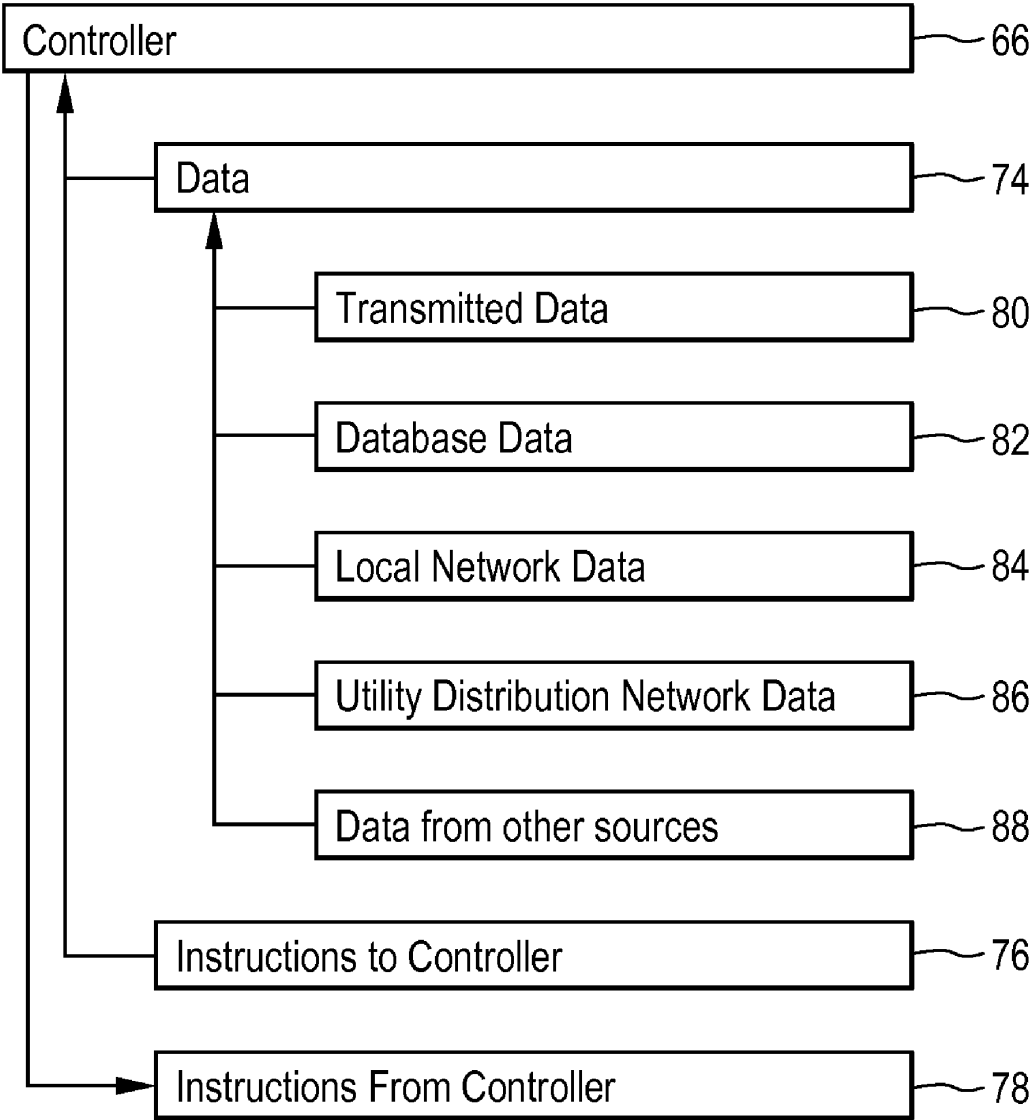 Controller 66
Data 74
Transmitted Data 80
Database Data 82
Local Network Data 84
Utility Distribution Network Data 86
Data from other sources 88
Instructions to Controller 76
Instructions From Controller 78